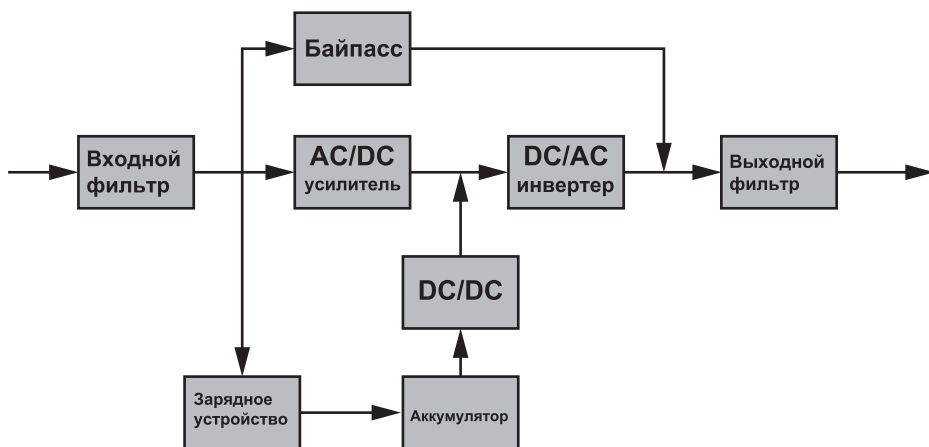 Байпасс
Входной
фильтр
AC/DC
усилитель
DC/AC
инвертер
Выходной
фильтр
DC/DC
Зарядное
устройство
Аккумулятор